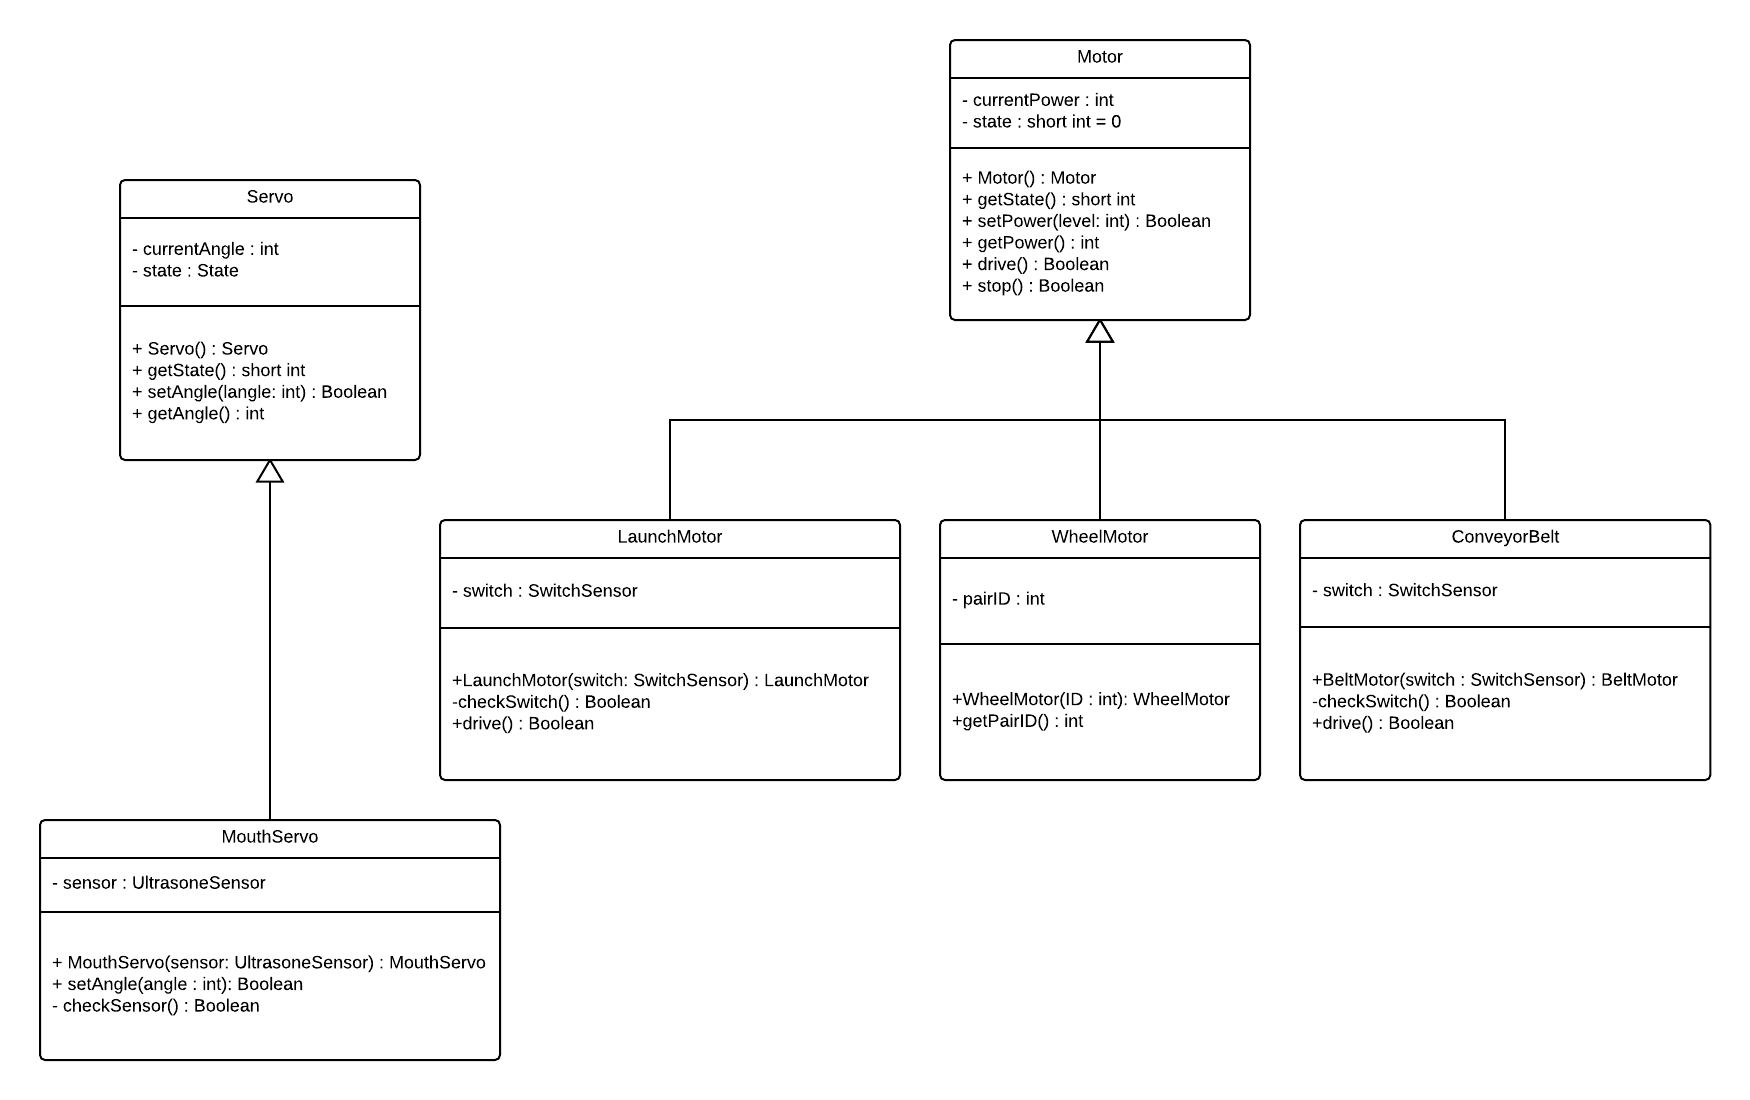 Motor
- currentPower : int
- state : short int = 0
+ Motor() : Motor
+ getState() : short int
+ setPower(level: int) : Boolean
+ getPower() : int
+ drive() : Boolean
+ stop() : Boolean
Servo
- currentAngle : int
- state : State
+ Servo() : Servo
+ getState() : short int
+ setAngle(langle: int) : Boolean
+ getAngle() : int
LaunchMotor
- switch : SwitchSensor
+LaunchMotor(switch: SwitchSensor) : LaunchMotor
-checkSwitch() : Boolean
+drive() : Boolean
WheelMotor
- pairID : int
+WheelMotor(ID : int): WheelMotor
+getPairID() : int
ConveyorBelt
- switch : SwitchSensor
+BeltMotor(switch : SwitchSensor) : BeltMotor
-checkSwitch() : Boolean
+drive() : Boolean
MouthServo
- sensor : UltrasoneSensor
+ MouthServo(sensor: UltrasoneSensor) : MouthServo
+ setAngle(angle : int): Boolean
- checkSensor() : Boolean